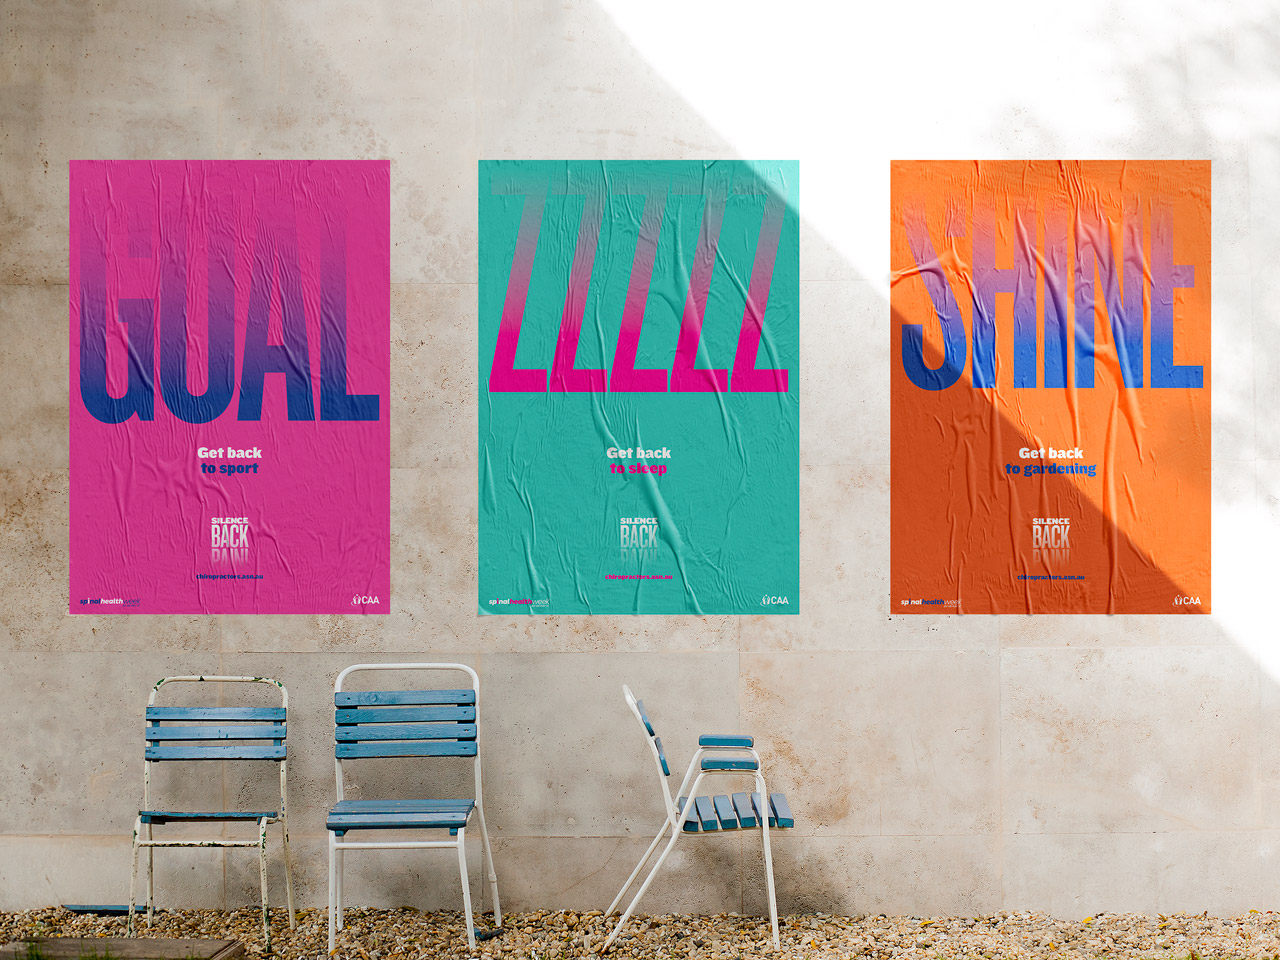 GOAL
Get back
to sport
SILENCE
BACK
PAIN
chiropractors.asn.au
spinalhealthweek
CAA
ZZZZZ
Get back
to sleep
SILENCE
BACK
PAIN
chiropractors.asn.au
spinalhealthweek
CAA
SHINE
Get back
to gardening
SILENCE
BACK
PAIN
chiropractors.asn.au
spinalhealthweek
CAA